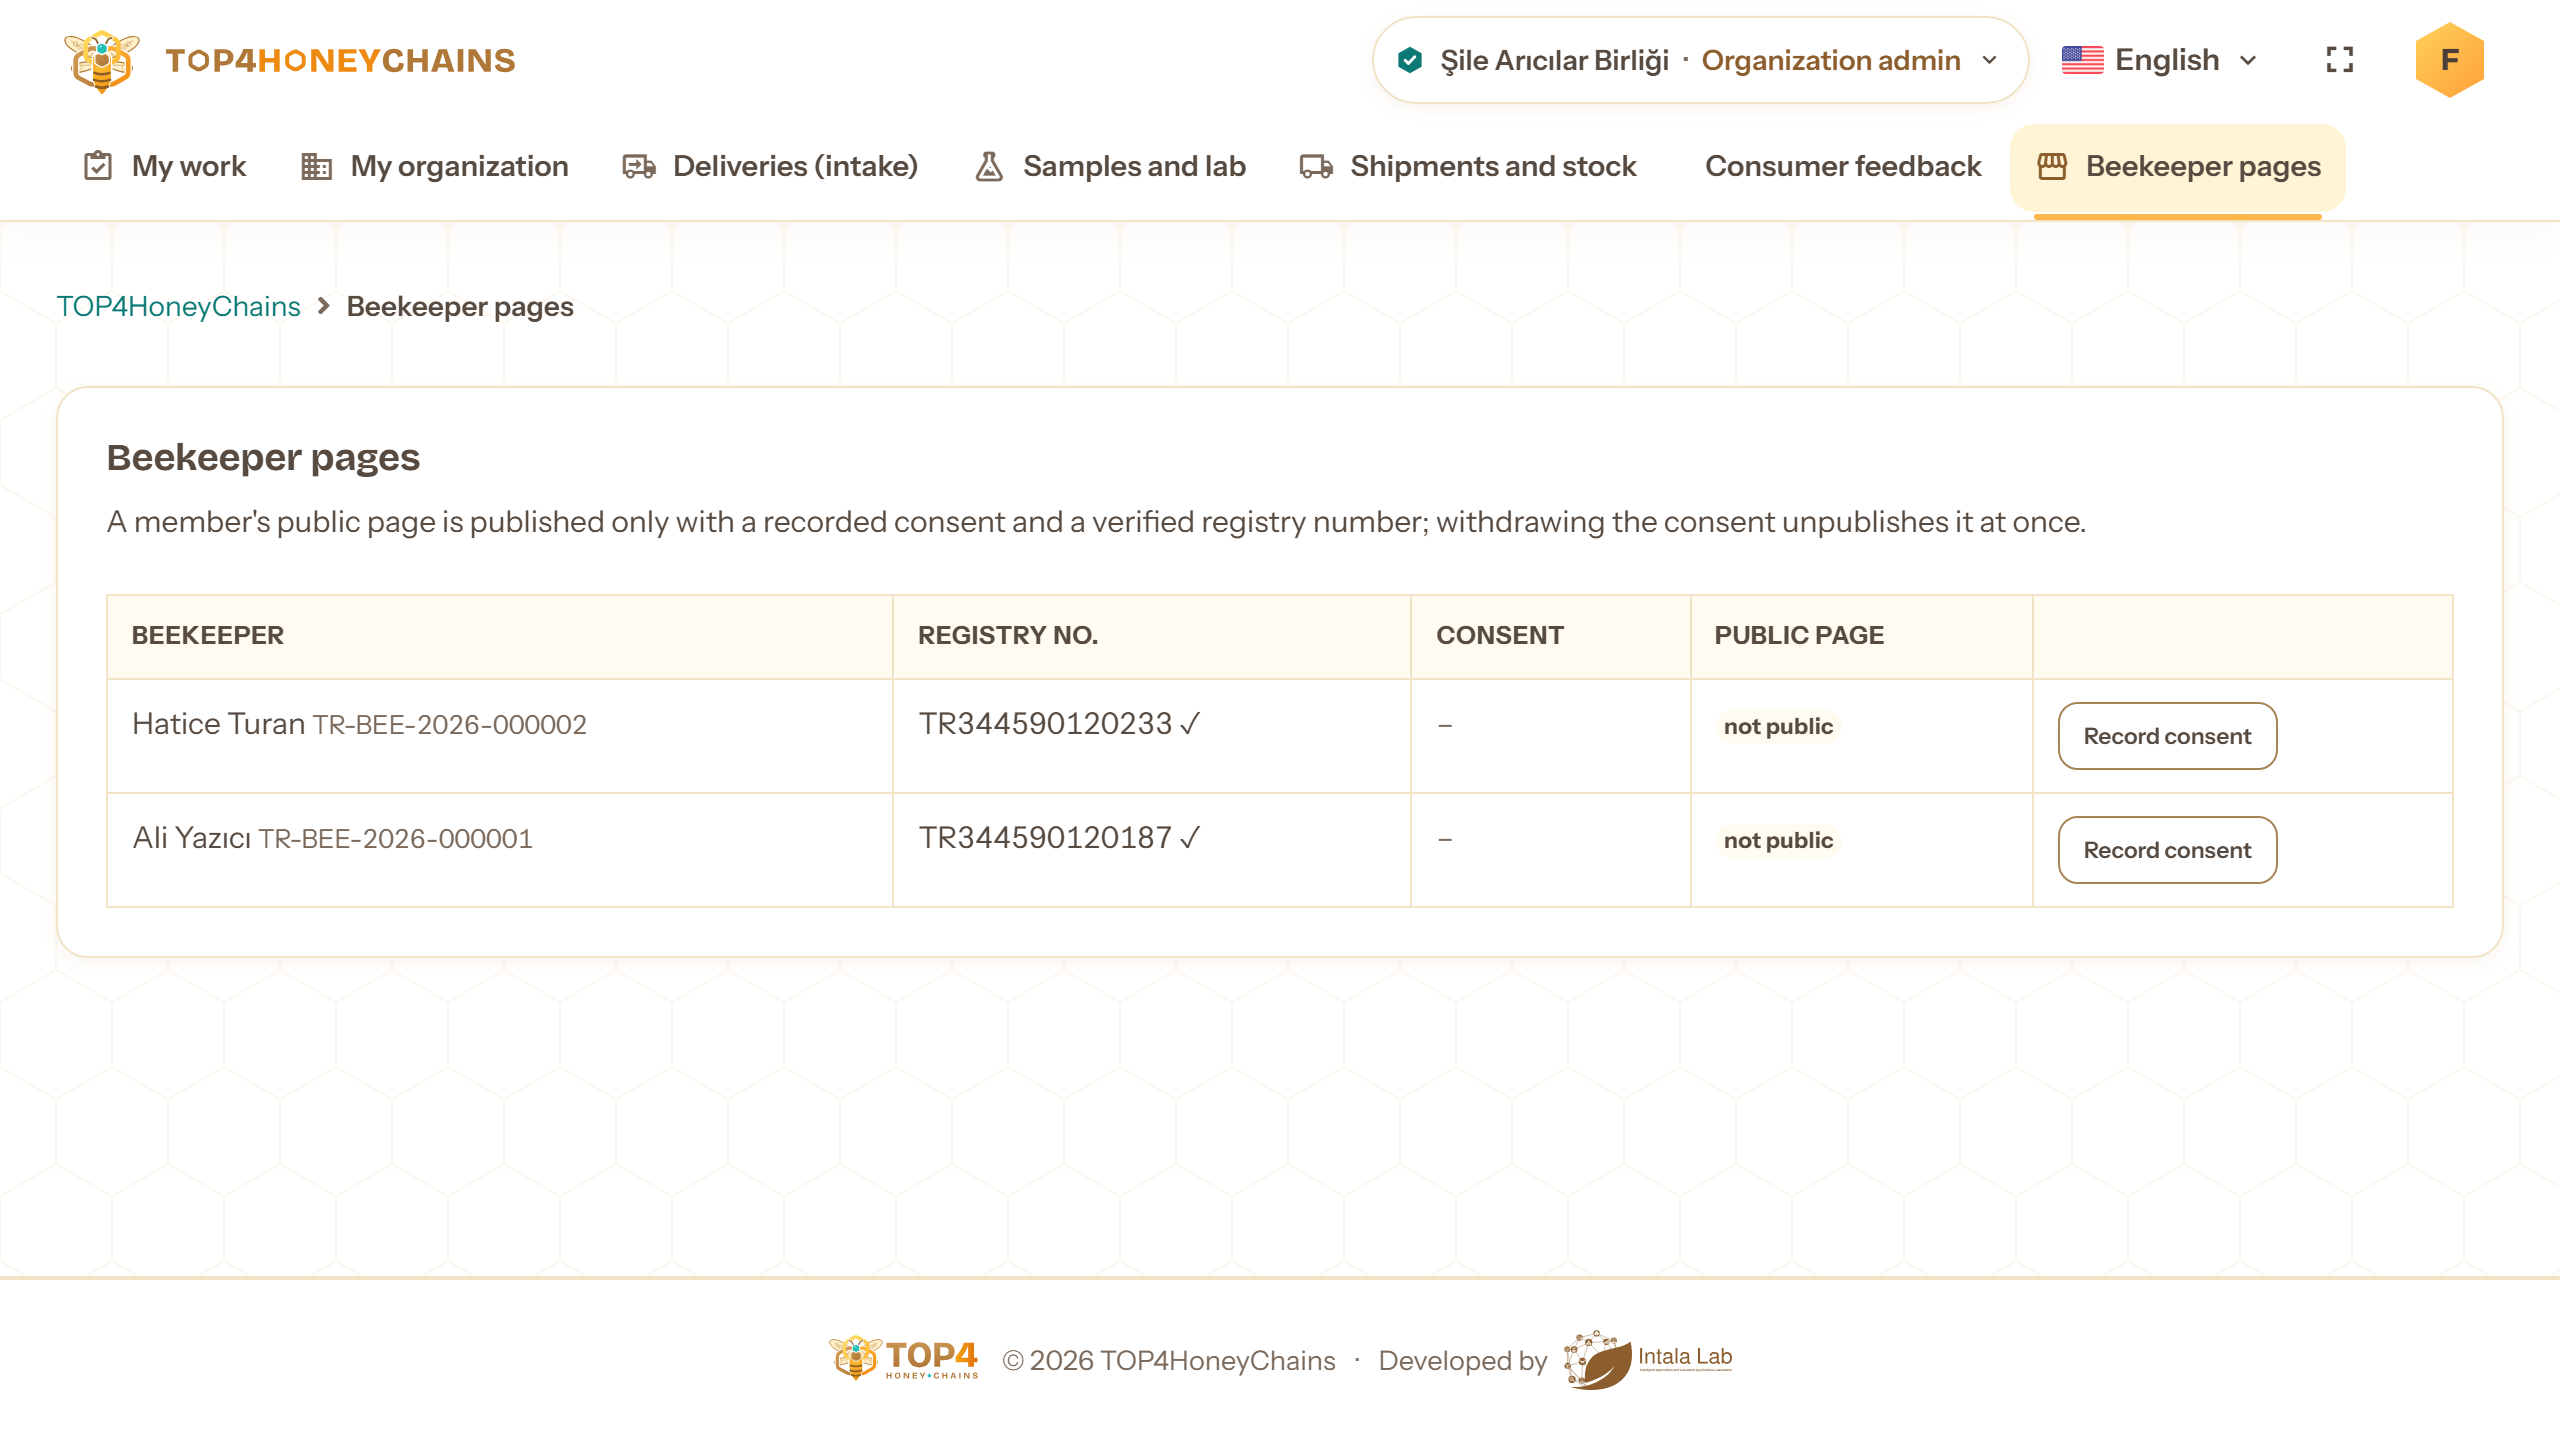 TOP4HONEYCHAINS
Şile Arıcılar Birliği · Organization admin
English
F
My work
My organization
Deliveries (intake)
Samples and lab
Shipments and stock
Consumer feedback
Beekeeper pages
TOP4HoneyChains > Beekeeper pages
Beekeeper pages
A member's public page is published only with a recorded consent and a verified registry number; withdrawing the consent unpublishes it at once.
BEEKEEPER REGISTRY NO. CONSENT PUBLIC PAGE
Hatice Turan TR-BEE-2026-000002 TR344590120233 ✓ – not public Record consent
Ali Yazıcı TR-BEE-2026-000001 TR344590120187 ✓ – not public Record consent
TOP4
HONEY CHAINS
© 2026 TOP4HoneyChains · Developed by
Intala Lab